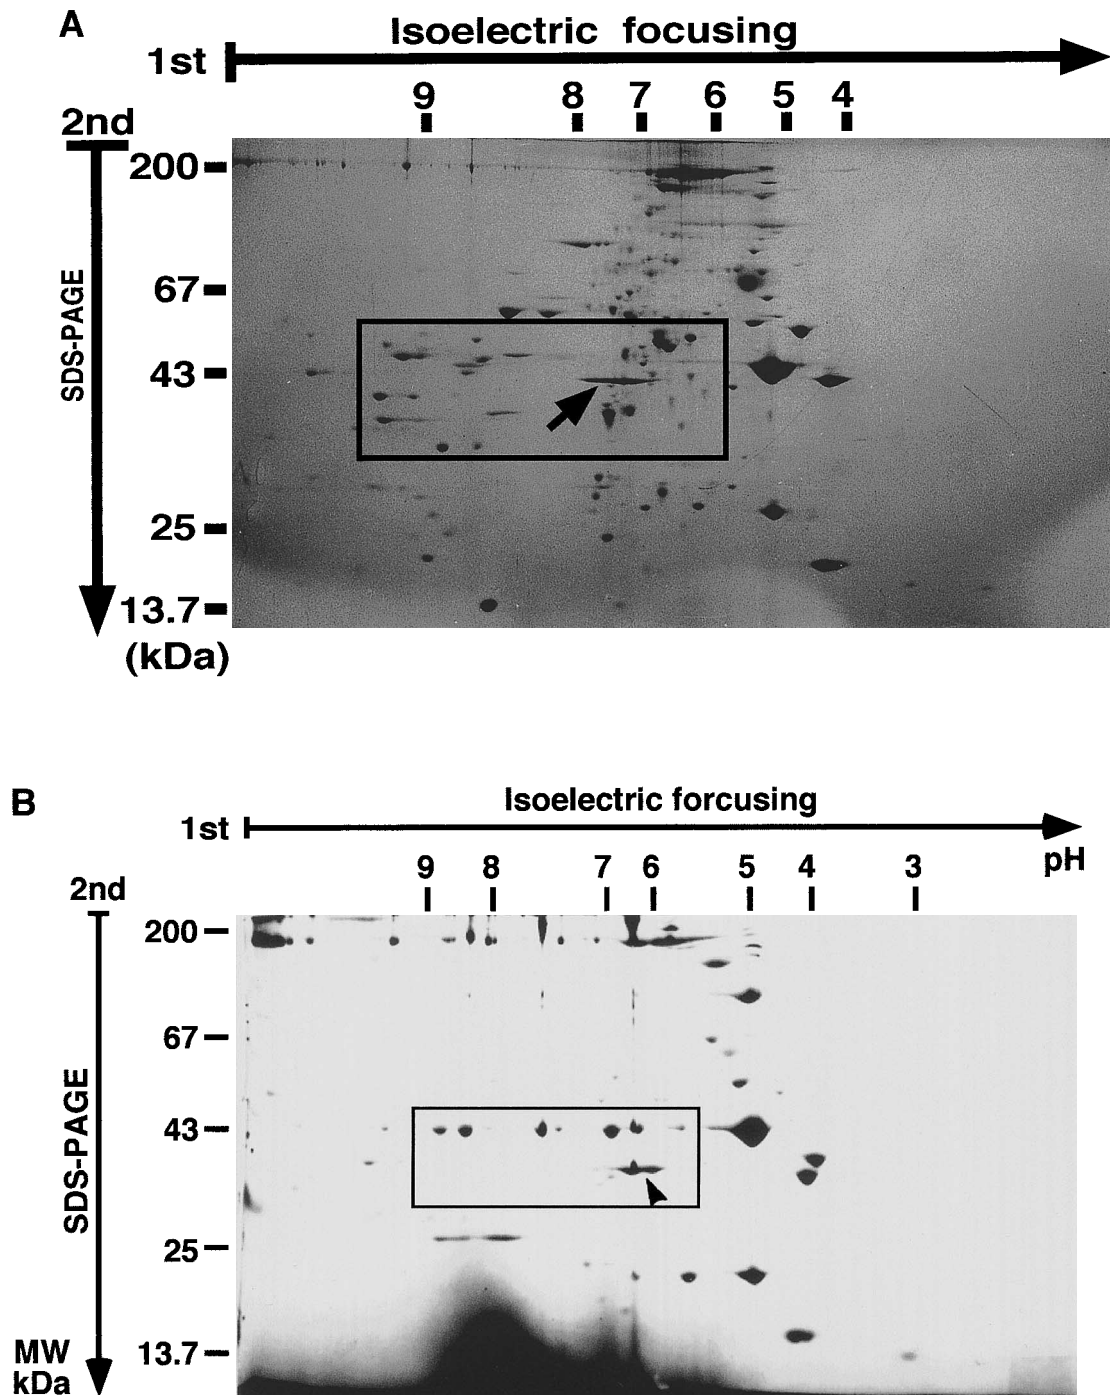 A
Isoelectric focusing
1st
9 8 7 6 5 4
2nd
200
67
43
25
13.7
(kDa)
SDS-PAGE
B
Isoelectric forcusing
1st
pH
9 8 7 6 5 4 3
2nd
200
67
43
25
13.7
SDS-PAGE
MW
kDa